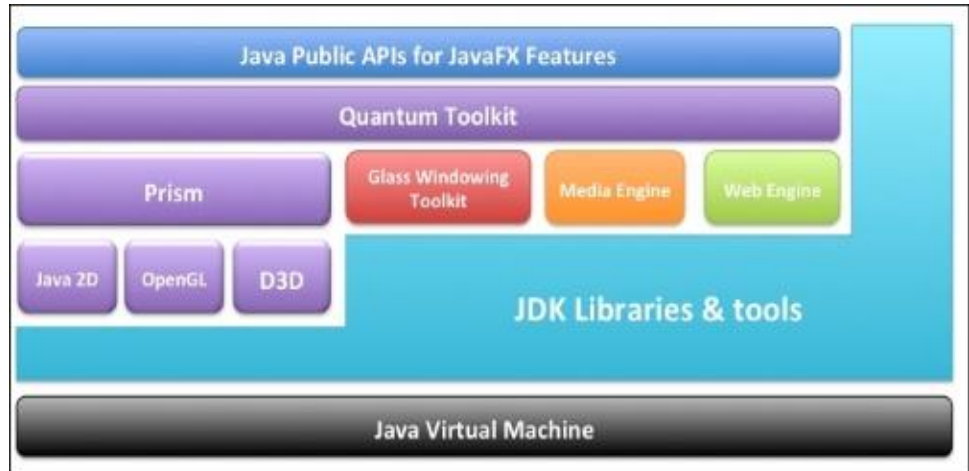 Java Public APIs for JavaFX Features
Quantum Toolkit
Prism
Glass Windowing
Toolkit
Media Engine
Web Engine
Java 2D
OpenGL
D3D
JDK Libraries & tools
Java Virtual Machine